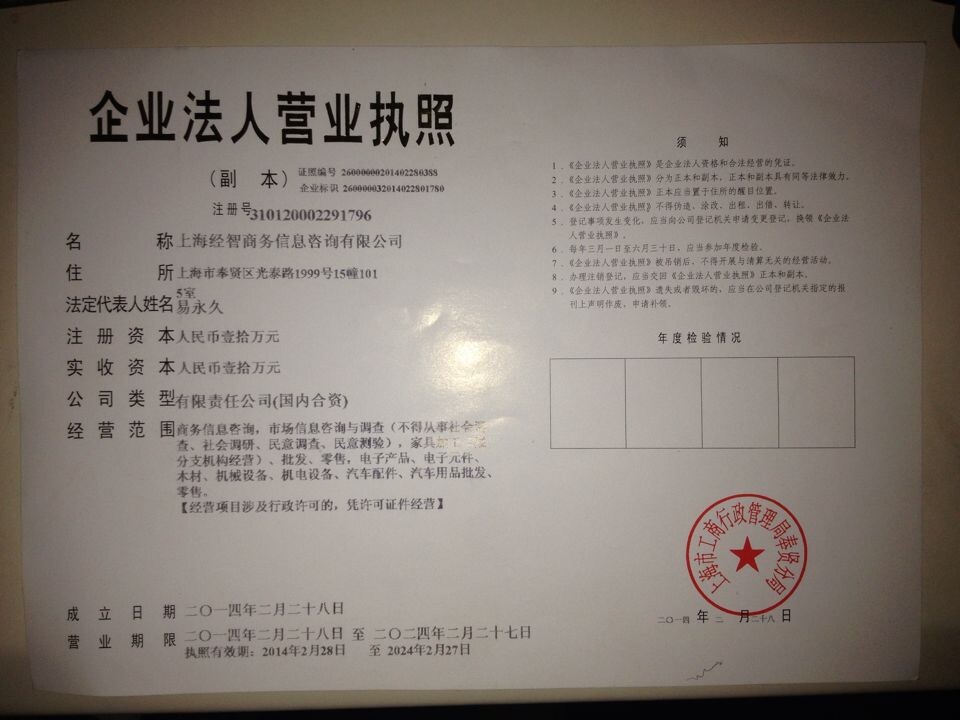 企业法人营业执照
（副 本）
证照编号 26000000201402280388
企业标识 260000032014022801780
注册号310120002291796
名 称 上海经智商务信息咨询有限公司
住 所 上海市奉贤区光泰路1999号15幢101
5室
法定代表人姓名 易永久
注 册 资 本 人民币壹拾万元
实 收 资 本 人民币壹拾万元
公 司 类 型 有限责任公司(国内合资)
经 营 范 围 商务信息咨询，市场信息咨询与调查（不得从事社会调
查、社会调研、民意调查、民意测验），家具加工
分支机构经营）、批发、零售，电子产品、电子元件、
木材、机械设备、机电设备、汽车配件、汽车用品批发、
零售。
【经营项目涉及行政许可的，凭许可证件经营】
成 立 日 期 二〇一四年二月二十八日
营 业 期 限 二〇一四年二月二十八日 至 二〇二四年二月二十七日
执照有效期：2014年2月28日 至 2024年2月27日
须 知
1．《企业法人营业执照》是企业法人资格和合法经营的凭证。
2．《企业法人营业执照》分为正本和副本，正本和副本具有同等法律效力。
3．《企业法人营业执照》正本应当置于住所的醒目位置。
4．《企业法人营业执照》不得伪造、涂改、出租、出借、转让。
5．登记事项发生变化，应当向公司登记机关申请变更登记，换领《企业法
人营业执照》。
6．每年三月一日至六月三十日，应当参加年度检验。
7．《企业法人营业执照》被吊销后，不得开展与清算无关的经营活动。
8．办理注销登记，应当交回《企业法人营业执照》正本和副本。
9．《企业法人营业执照》遗失或者毁坏的，应当在公司登记机关指定的报
刊上声明作废，申请补领。
年度检验情况
上海市工商行政管理局奉贤分局
二〇一四 年 二 月 二十八 日